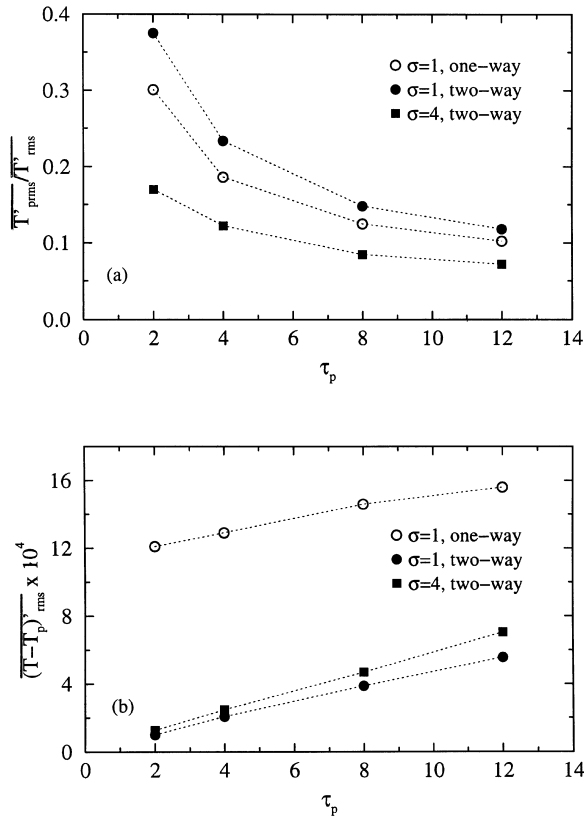 0.4
0.3
0.2
0.1
0.0
T'prms/T'rms
σ=1, one−way
σ=1, two−way
σ=4, two−way
(a)
0 2 4 6 8 10 12 14
τp
16
12
8
4
0
(T−Tp)'rms x 10⁴
σ=1, one−way
σ=1, two−way
σ=4, two−way
(b)
0 2 4 6 8 10 12 14
τp